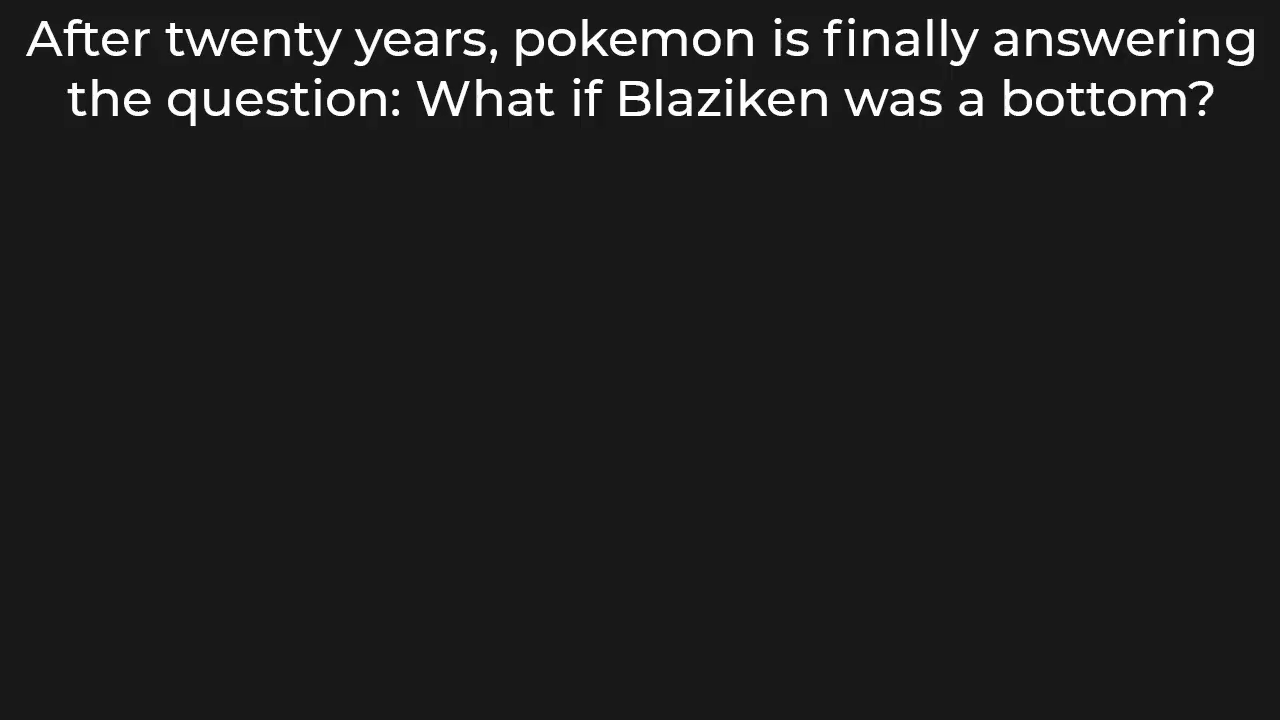 After twenty years, pokemon is finally answering
the question: What if Blaziken was a bottom?